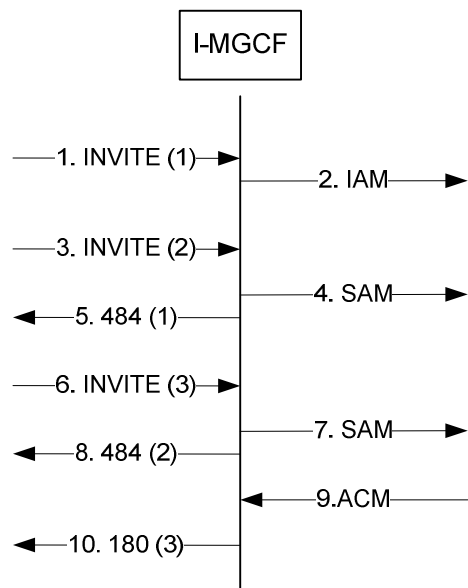 I-MGCF
1. INVITE (1)
2. IAM
3. INVITE (2)
4. SAM
5. 484 (1)
6. INVITE (3)
7. SAM
8. 484 (2)
9.ACM
10. 180 (3)